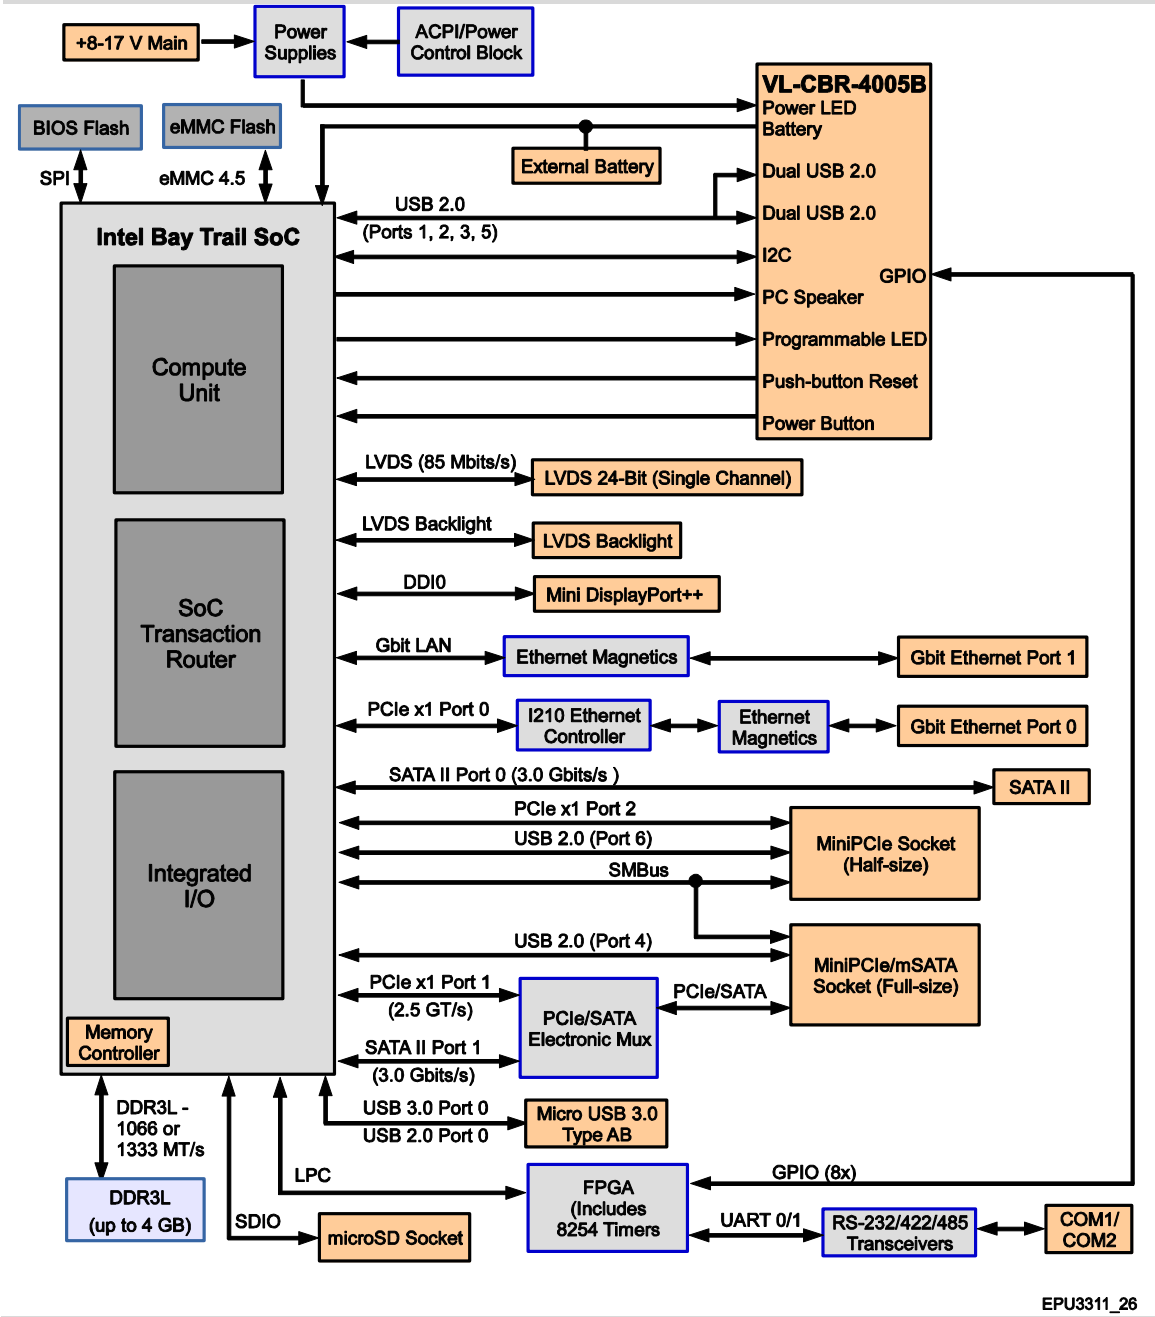 +8-17 V Main
Power
Supplies
ACPI/Power
Control Block
BIOS Flash
eMMC Flash
SPI
eMMC 4.5
External Battery
VL-CBR-4005B
Power LED
Battery
Dual USB 2.0
Dual USB 2.0
I2C
GPIO
PC Speaker
Programmable LED
Push-button Reset
Power Button
USB 2.0
(Ports 1, 2, 3, 5)
Intel Bay Trail SoC
Compute
Unit
SoC
Transaction
Router
Integrated
I/O
Memory
Controller
LVDS (85 Mbits/s)
LVDS 24-Bit (Single Channel)
LVDS Backlight
LVDS Backlight
DDI0
Mini DisplayPort++
Gbit LAN
Ethernet Magnetics
Gbit Ethernet Port 1
PCIe x1 Port 0
I210 Ethernet
Controller
Ethernet
Magnetics
Gbit Ethernet Port 0
SATA II Port 0 (3.0 Gbits/s )
SATA II
PCIe x1 Port 2
USB 2.0 (Port 6)
SMBus
MiniPCIe Socket
(Half-size)
USB 2.0 (Port 4)
MiniPCIe/mSATA
Socket (Full-size)
PCIe x1 Port 1
(2.5 GT/s)
PCIe/SATA
Electronic Mux
PCIe/SATA
SATA II Port 1
(3.0 Gbits/s)
DDR3L -
1066 or
1333 MT/s
USB 3.0 Port 0
USB 2.0 Port 0
Micro USB 3.0
Type AB
LPC
DDR3L
(up to 4 GB)
SDIO
microSD Socket
FPGA
(Includes
8254 Timers
GPIO (8x)
UART 0/1
RS-232/422/485
Transceivers
COM1/
COM2
EPU3311_26